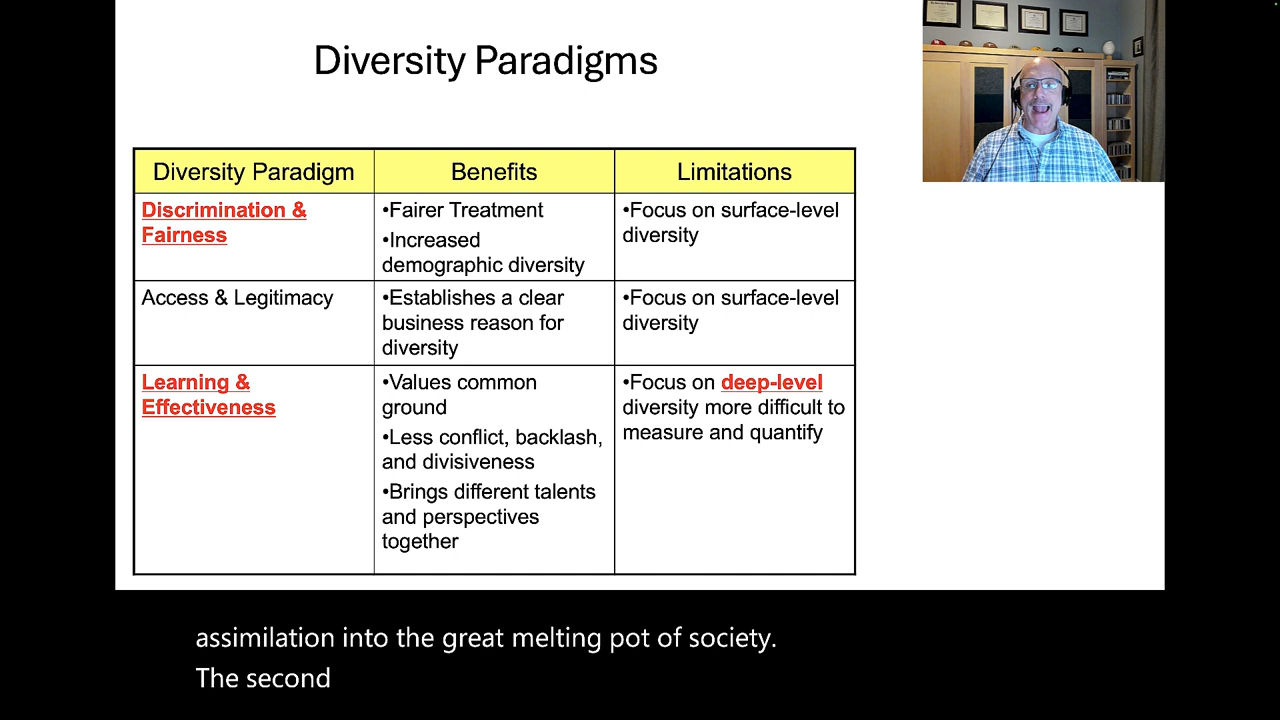 Diversity Paradigms
Diversity Paradigm
Benefits
Limitations
Discrimination &
Fairness
•Fairer Treatment
•Increased
demographic diversity
•Focus on surface-level
diversity
Access & Legitimacy
•Establishes a clear
business reason for
diversity
•Focus on surface-level
diversity
Learning &
Effectiveness
•Values common
ground
•Less conflict, backlash,
and divisiveness
•Brings different talents
and perspectives
together
•Focus on deep-level
diversity more difficult to
measure and quantify
assimilation into the great melting pot of society.
The second